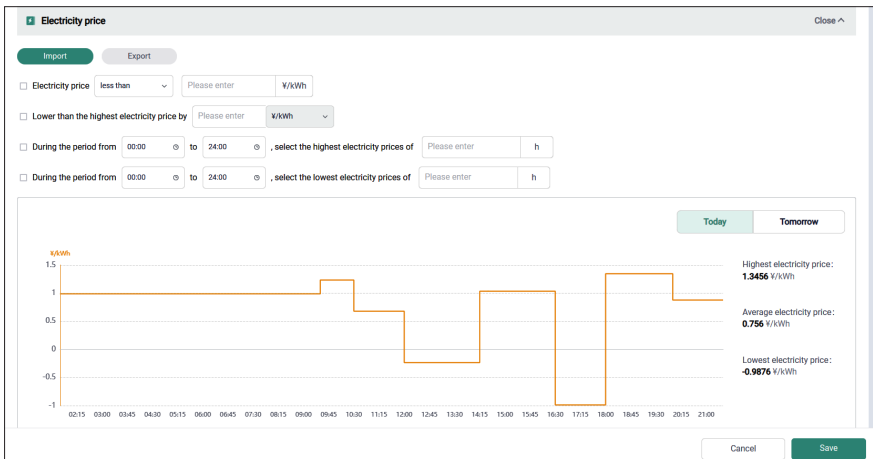 Electricity price Close
Import Export
Electricity price less than Please enter ¥/kWh
Lower than the highest electricity price by Please enter ¥/kWh
During the period from 00:00 to 24:00 , select the highest electricity prices of Please enter h
During the period from 00:00 to 24:00 , select the lowest electricity prices of Please enter h
Today Tomorrow
¥/kWh
1.5
1
0.5
0
-0.5
-1
02:15 03:00 03:45 04:30 05:15 06:00 06:45 07:30 08:15 09:00 09:45 10:30 11:15 12:00 12:45 13:30 14:15 15:00 15:45 16:30 17:15 18:00 18:45 19:30 20:15 21:00
Highest electricity price:
1.3456 ¥/kWh
Average electricity price:
0.756 ¥/kWh
Lowest electricity price:
-0.9876 ¥/kWh
Cancel Save